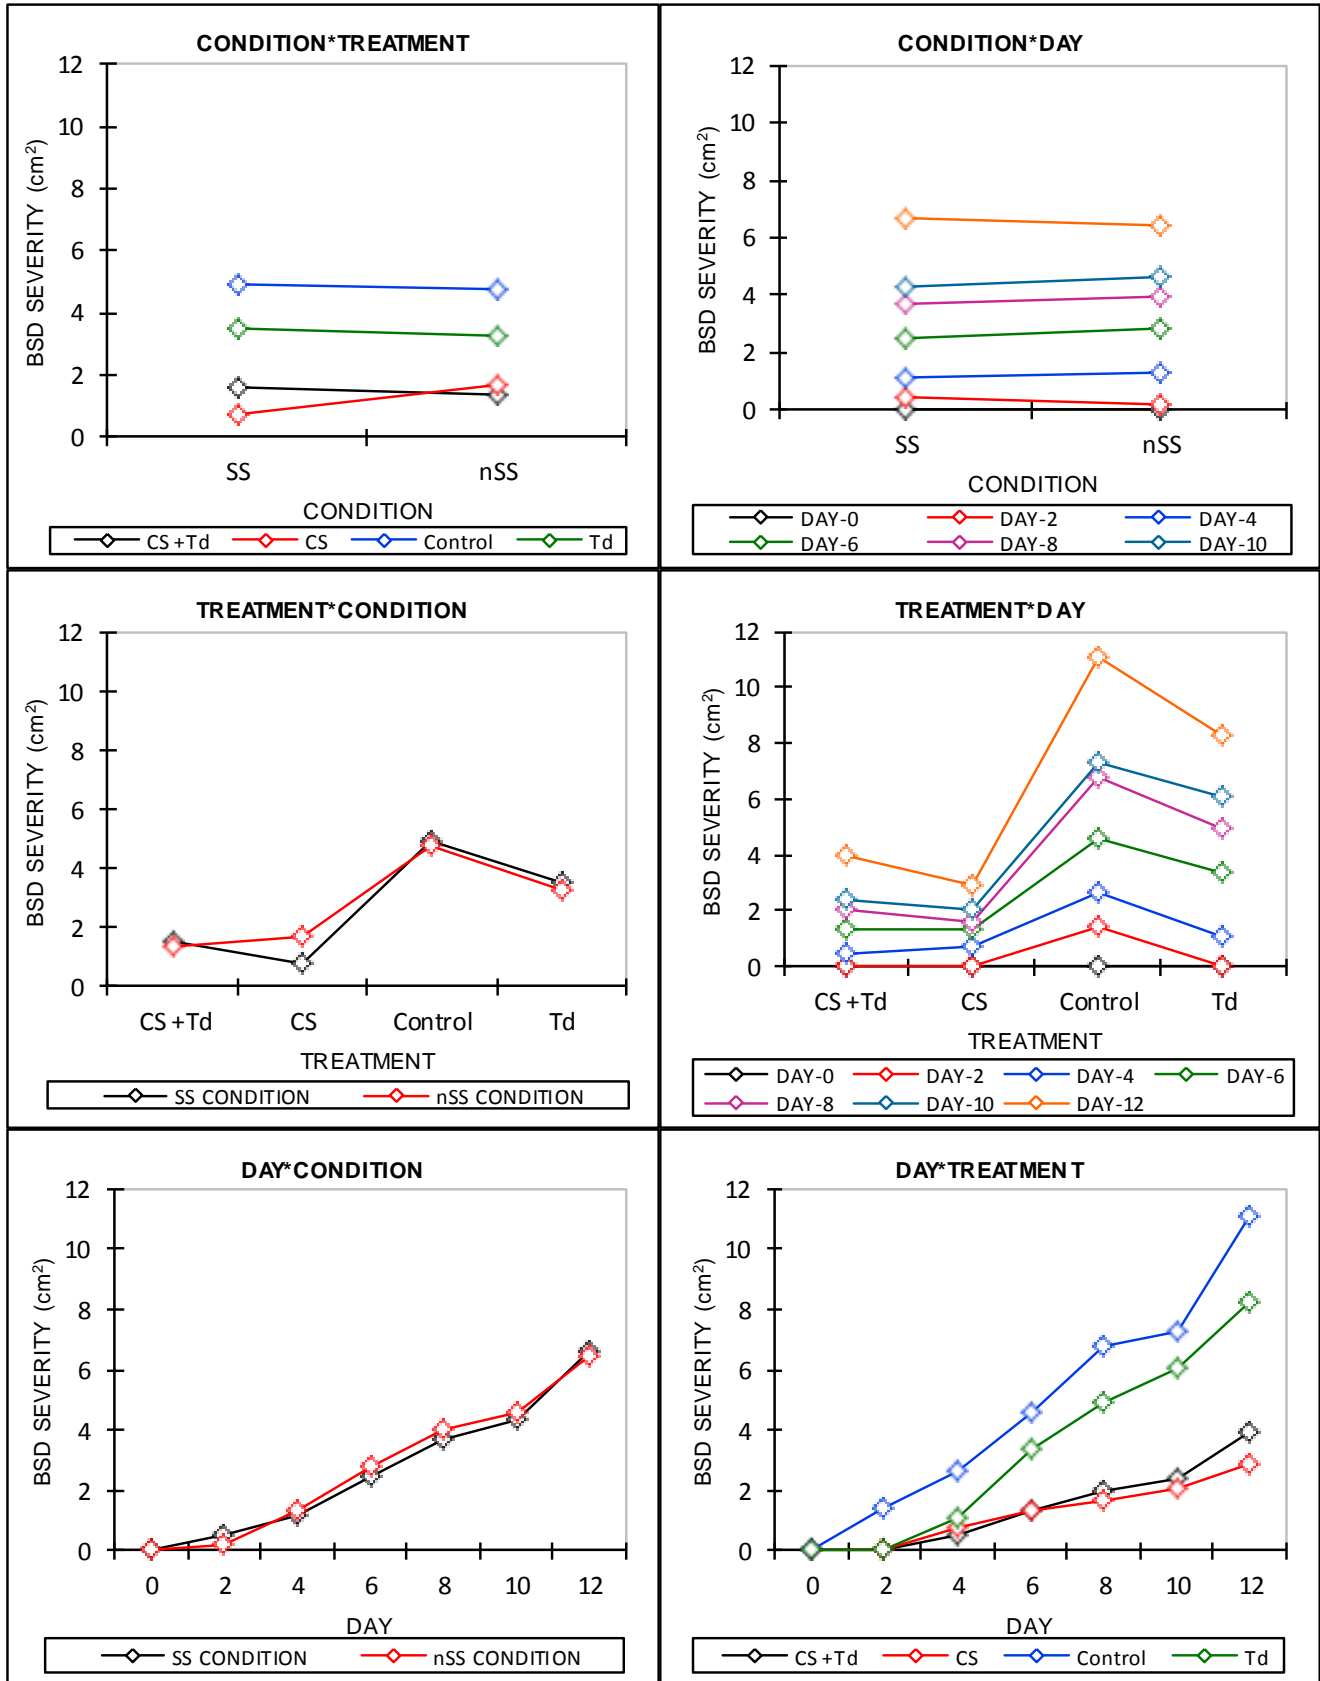 CONDITION*TREATMENT
12
10
8
6
4
2
0
BSD SEVERITY (cm²)
SS nSS
CONDITION
CS+Td CS Control Td
CONDITION*DAY
12
10
8
6
4
2
0
BSD SEVERITY (cm²)
SS nSS
CONDITION
DAY-0 DAY-2 DAY-4
DAY-6 DAY-8 DAY-10
TREATMENT*CONDITION
12
10
8
6
4
2
0
BSD SEVERITY (cm²)
CS+Td CS Control Td
TREATMENT
SS CONDITION nSS CONDITION
TREATMENT*DAY
12
10
8
6
4
2
0
BSD SEVERITY (cm²)
CS+Td CS Control Td
TREATMENT
DAY-0 DAY-2 DAY-4 DAY-6
DAY-8 DAY-10 DAY-12
DAY*CONDITION
12
10
8
6
4
2
0
BSD SEVERITY (cm²)
0 2 4 6 8 10 12
DAY
SS CONDITION nSS CONDITION
DAY*TREATMENT
12
10
8
6
4
2
0
BSD SEVERITY (cm²)
0 2 4 6 8 10 12
DAY
CS+Td CS Control Td